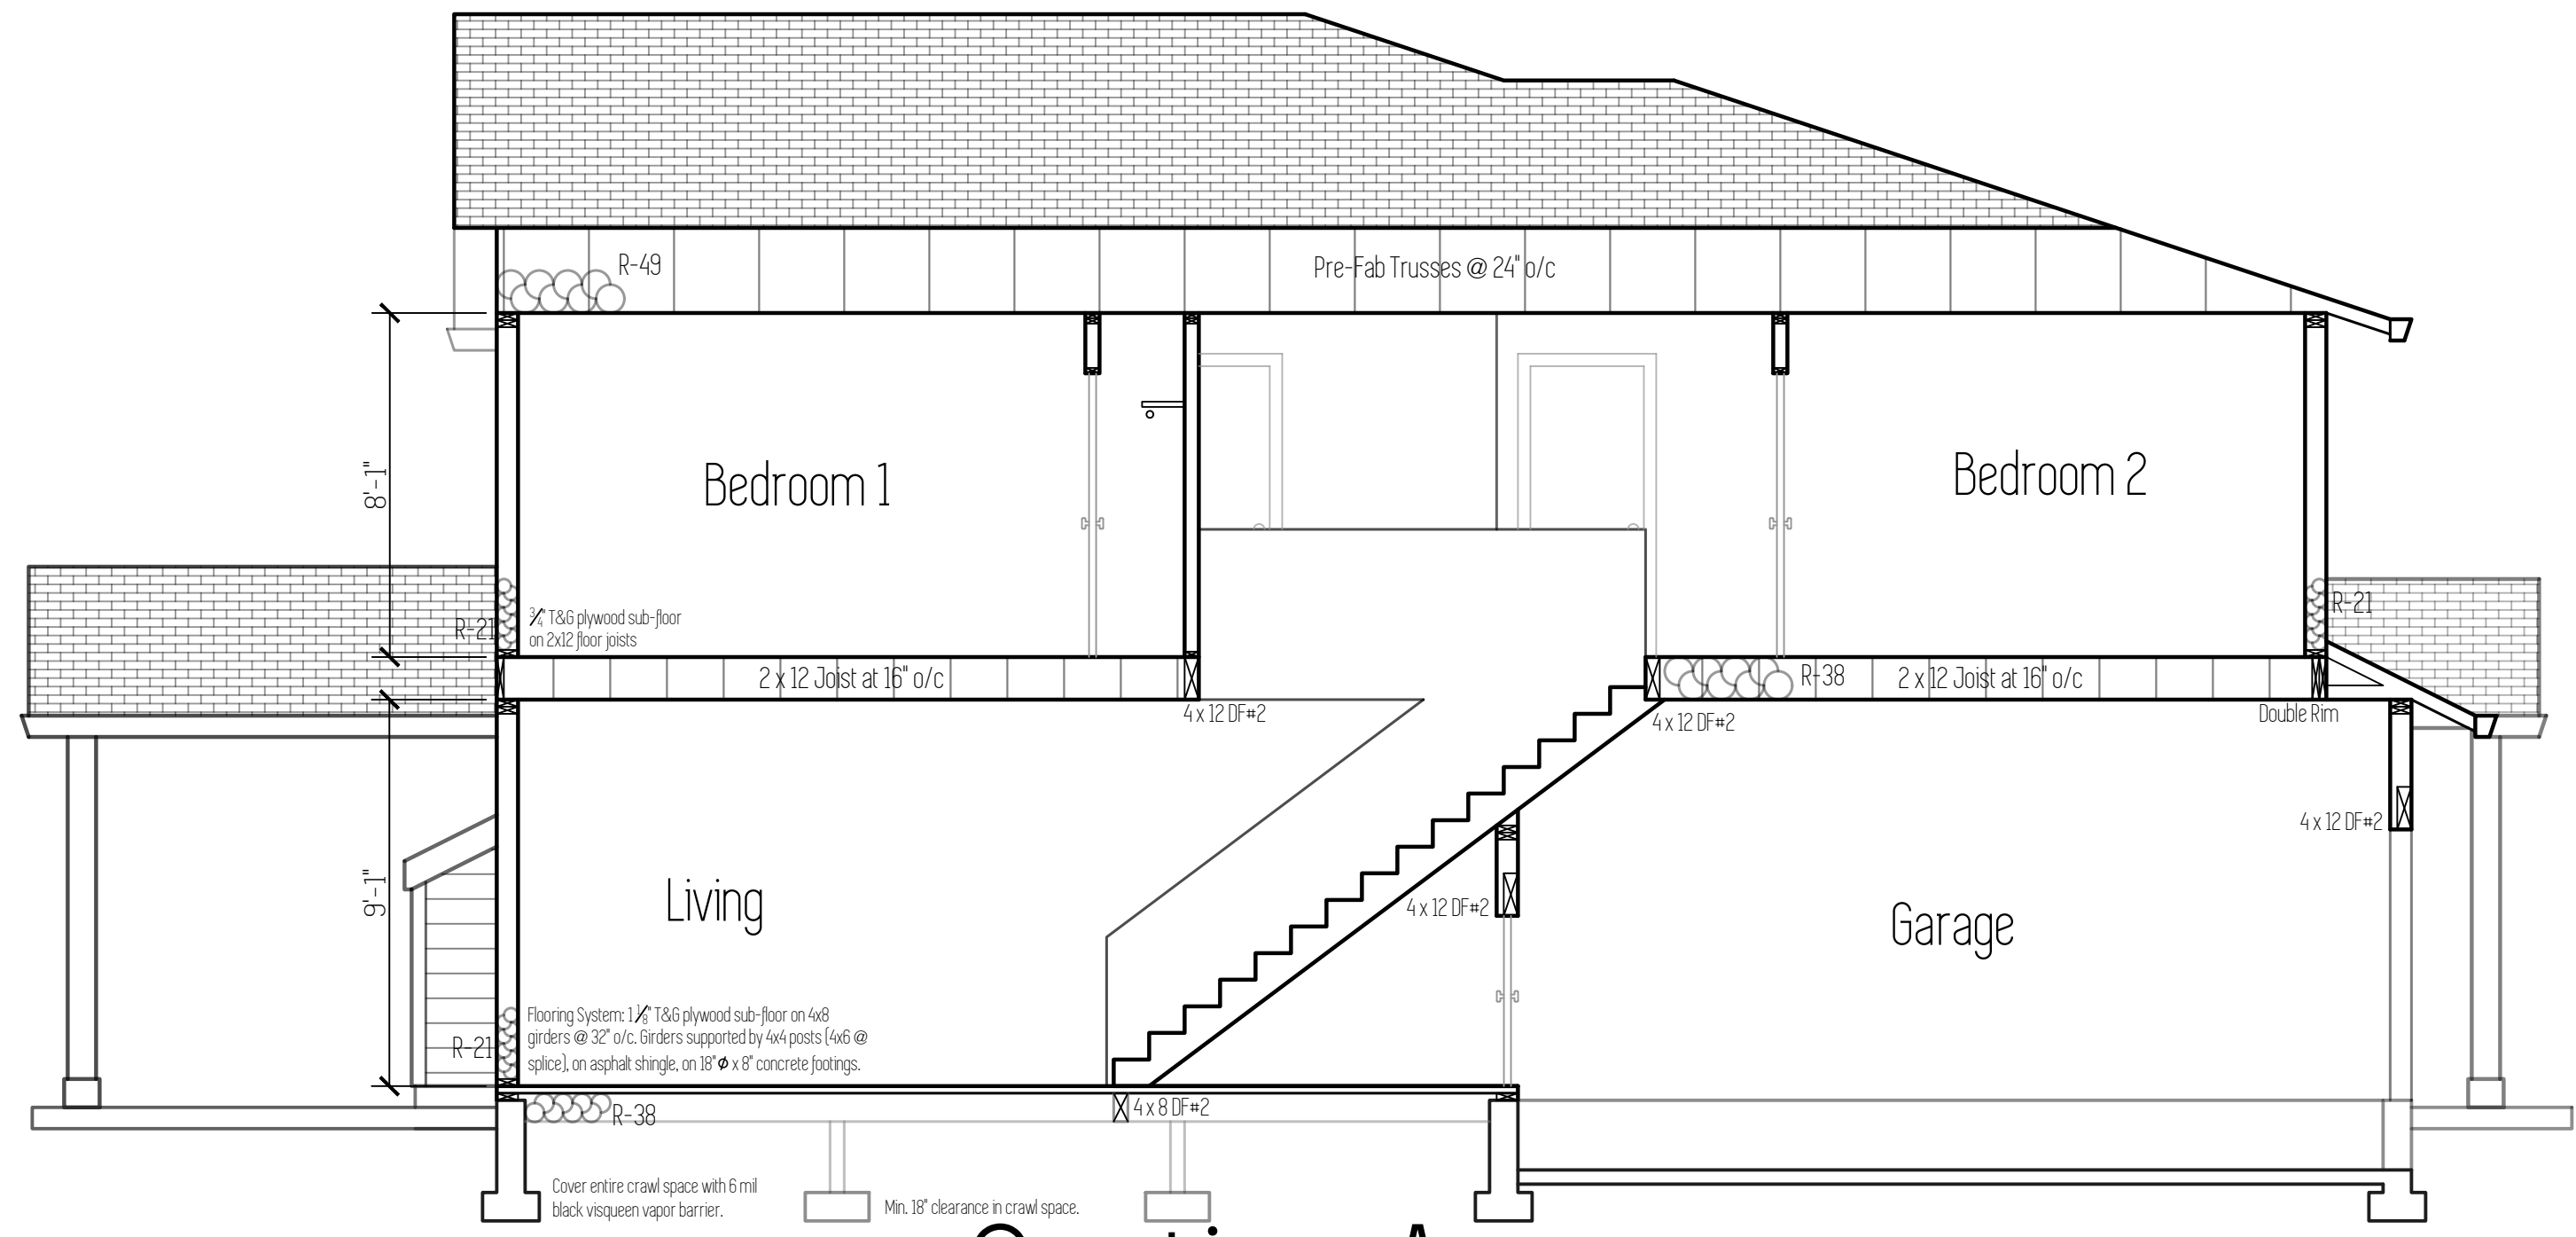 R-49
Pre-Fab Trusses @ 24" o/c
8'-1"
Bedroom 1
Bedroom 2
R-21
3/4" T&G plywood sub-floor
on 2x12 floor joists
R-21
2 x 12 Joist at 16" o/c
R-38
2 x 12 Joist at 16" o/c
4 x 12 DF#2
4 x 12 DF#2
Double Rim
4 x 12 DF#2
9'-1"
Living
4 x 12 DF#2
Garage
R-21
Flooring System: 1 1/8" T&G plywood sub-floor on 4x8
girders @ 32" o/c. Girders supported by 4x4 posts (4x6 @
splice), on asphalt shingle, on 18" ϕ x 8" concrete footings.
R-38
4 x 8 DF#2
Cover entire crawl space with 6 mil
black visqueen vapor barrier.
Min. 18" clearance in crawl space.